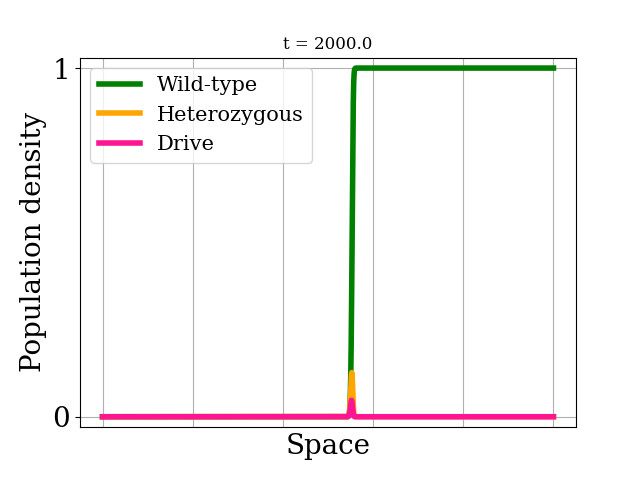 t = 2000.0
1
Wild-type
Heterozygous
Drive
Population density
0
Space